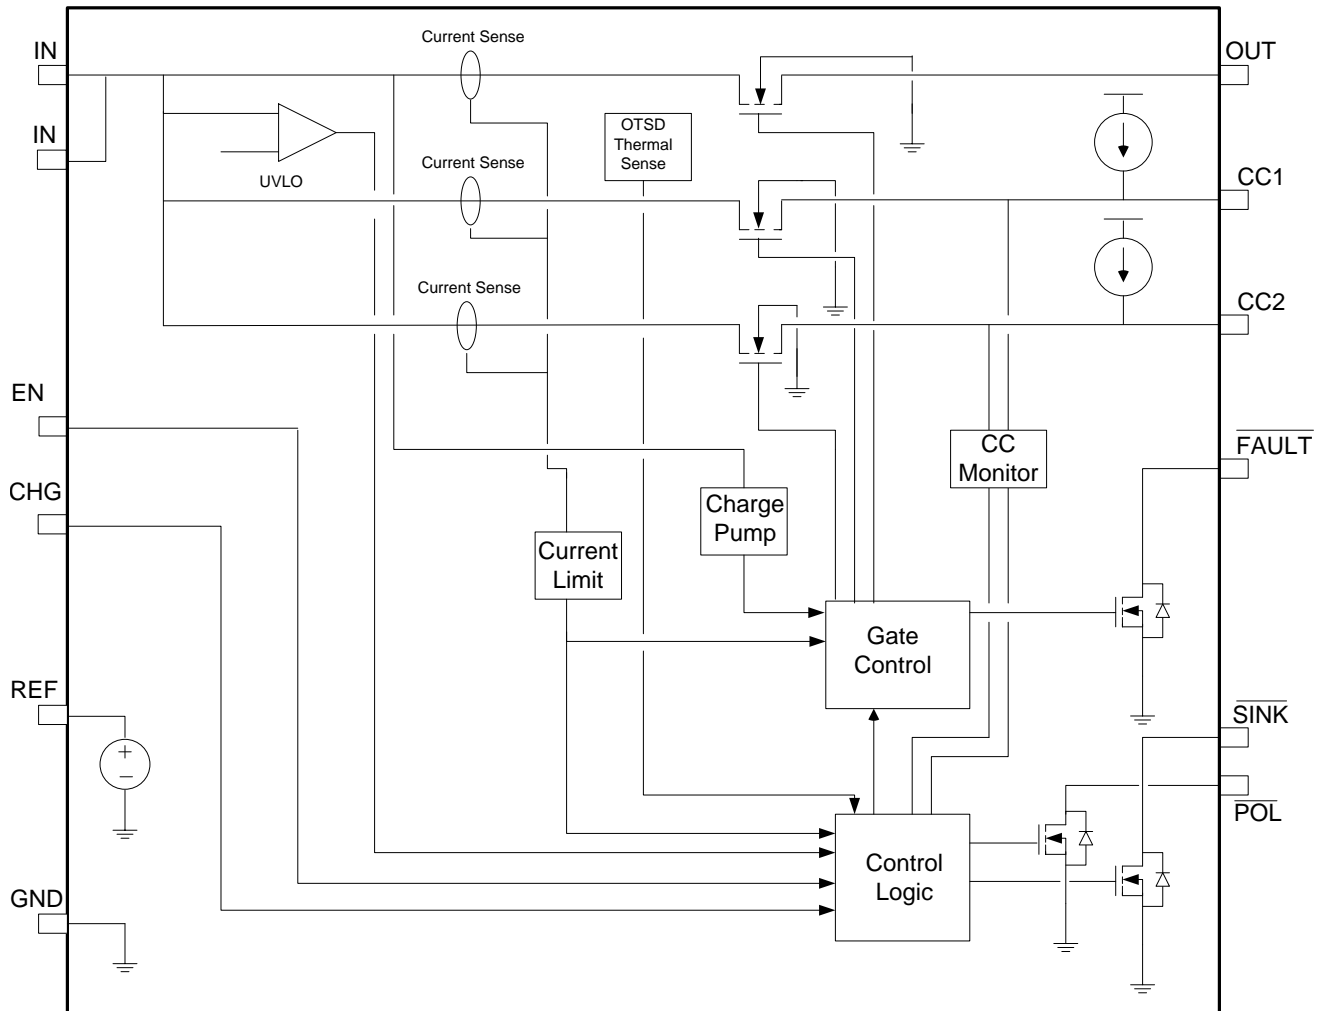 Current Sense
IN
OUT
IN
OTSD
Thermal
Sense
UVLO
Current Sense
CC1
Current Sense
CC2
EN
CC
Monitor
FAULT
CHG
Charge
Pump
Current
Limit
Gate
Control
REF
SINK
+
−
POL
Control
Logic
GND